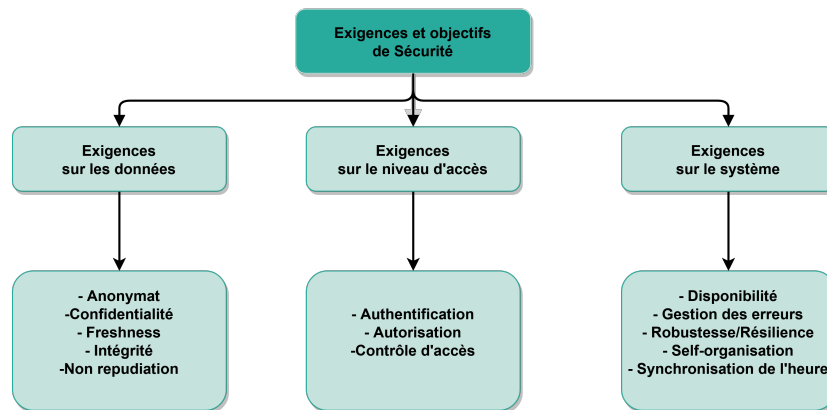 Exigences et objectifs
de Sécurité
Exigences
sur les données
Exigences
sur le niveau d'accès
Exigences
sur le système
- Anonymat
-Confidentialité
- Freshness
- Intégrité
-Non repudiation
- Authentification
- Autorisation
-Contrôle d'accès
- Disponibilité
- Gestion des erreurs
- Robustesse/Résilience
- Self-organisation
- Synchronisation de l'heure